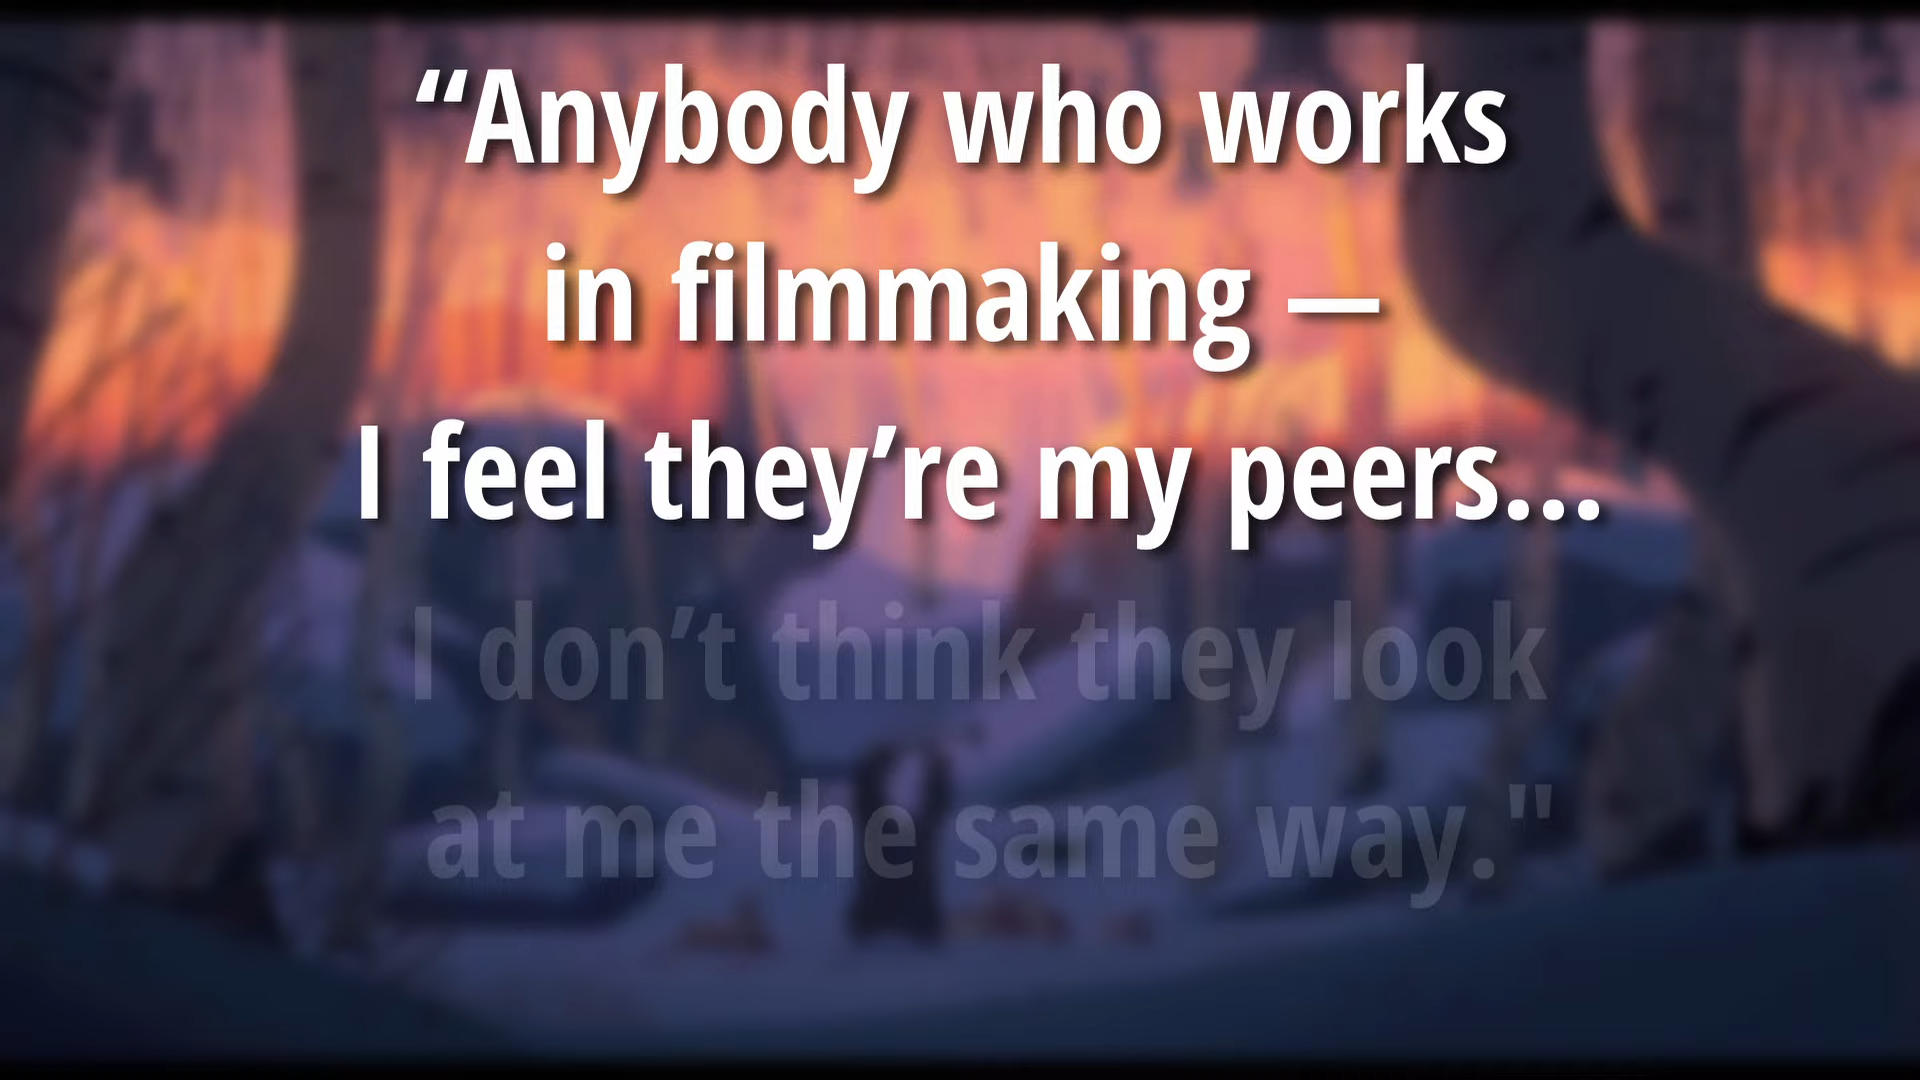 “Anybody who works
in filmmaking —
I feel they’re my peers...
I don’t think they look
at me the same way."